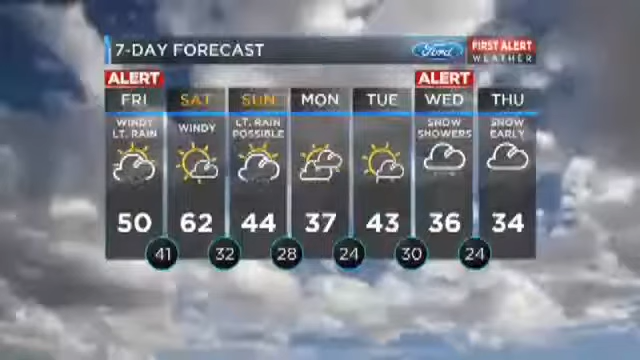 7-DAY FORECAST
Ford
FIRST ALERT
WEATHER
ALERT
ALERT
FRI SAT SUN MON TUE WED THU
WINDY
LT. RAIN
WINDY
LT. RAIN
POSSIBLE
SNOW
SHOWERS
SNOW
EARLY
50 62 44 37 43 36 34
41 32 28 24 30 24